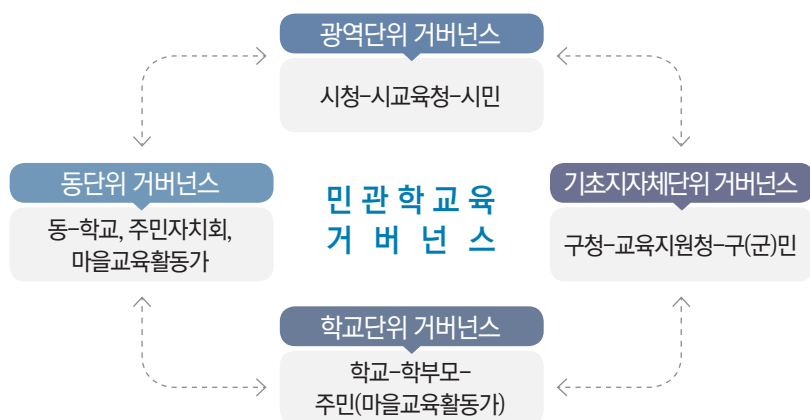 광역단위 거버넌스
시청-시교육청-시민
동단위 거버넌스
동-학교, 주민자치회,
마을교육활동가
민관학교육
거버넌스
기초지자체단위 거버넌스
구청-교육지원청-구(군)민
학교단위 거버넌스
학교-학부모-
주민(마을교육활동가)